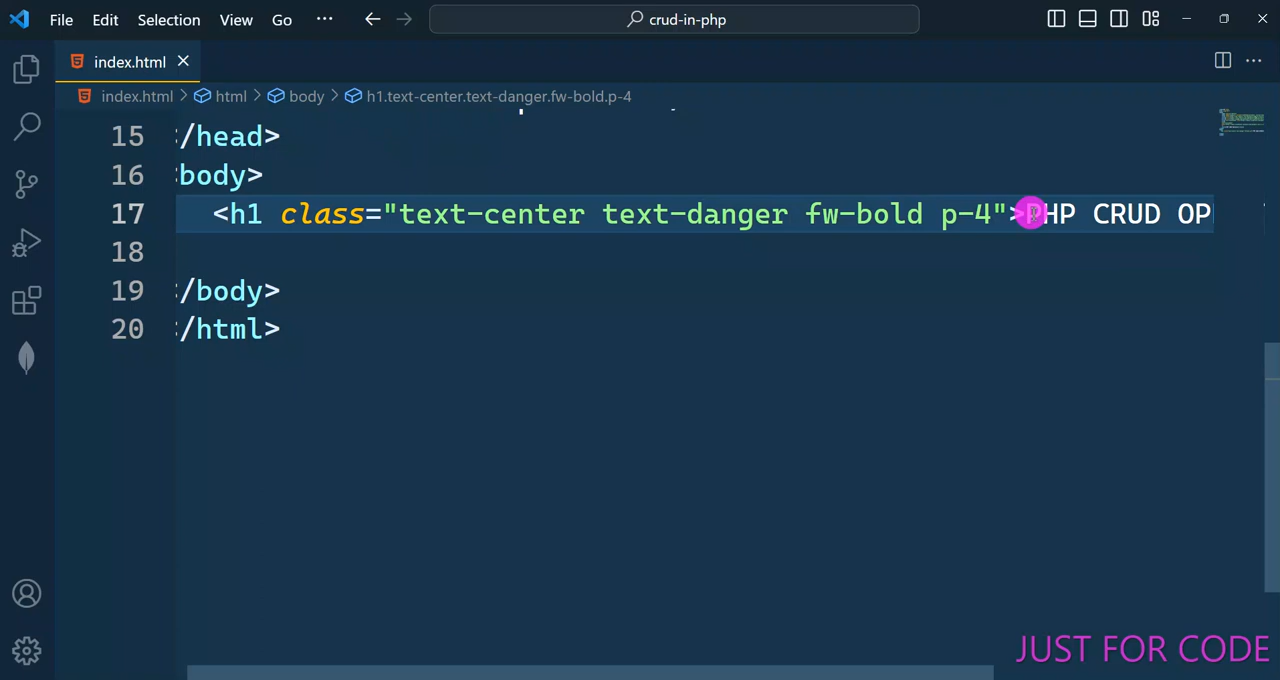 File Edit Selection View Go ··· crud-in-php
index.html
index.html > html > body > h1.text-center.text-danger.fw-bold.p-4
15 </head>
16 <body>
17 <h1 class="text-center text-danger fw-bold p-4">PHP CRUD OP
18
19 </body>
20 </html>
JUST FOR CODE